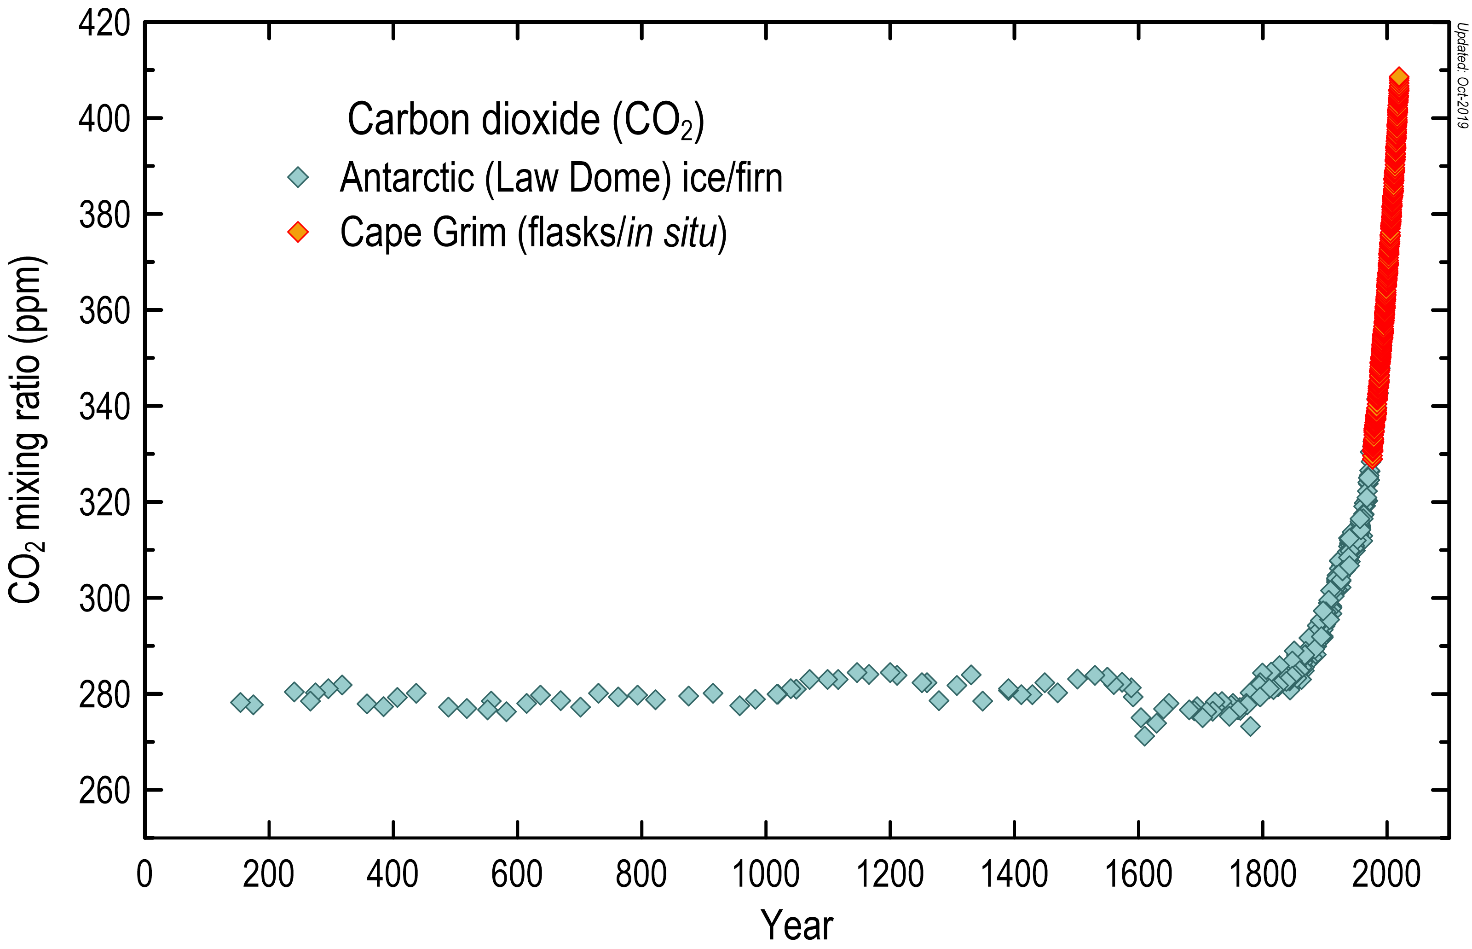 420
400
380
360
340
320
300
280
260
CO2 mixing ratio (ppm)
Carbon dioxide (CO2)
Antarctic (Law Dome) ice/firn
Cape Grim (flasks/in situ)
Updated: Oct-2019
0 200 400 600 800 1000 1200 1400 1600 1800 2000
Year